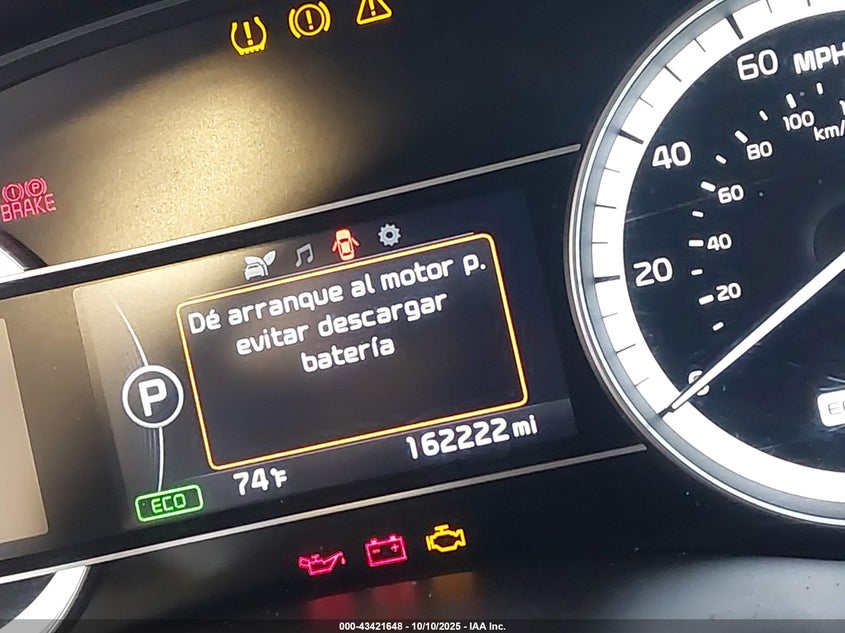 60 MPH
100
km/
40
80
60
BRAKE
40
20
20
Dé arranque al motor p.
evitar descargar
batería
P
162222 mi
74°F
ECO
000-43421648 - 10/10/2025 - IAA Inc.